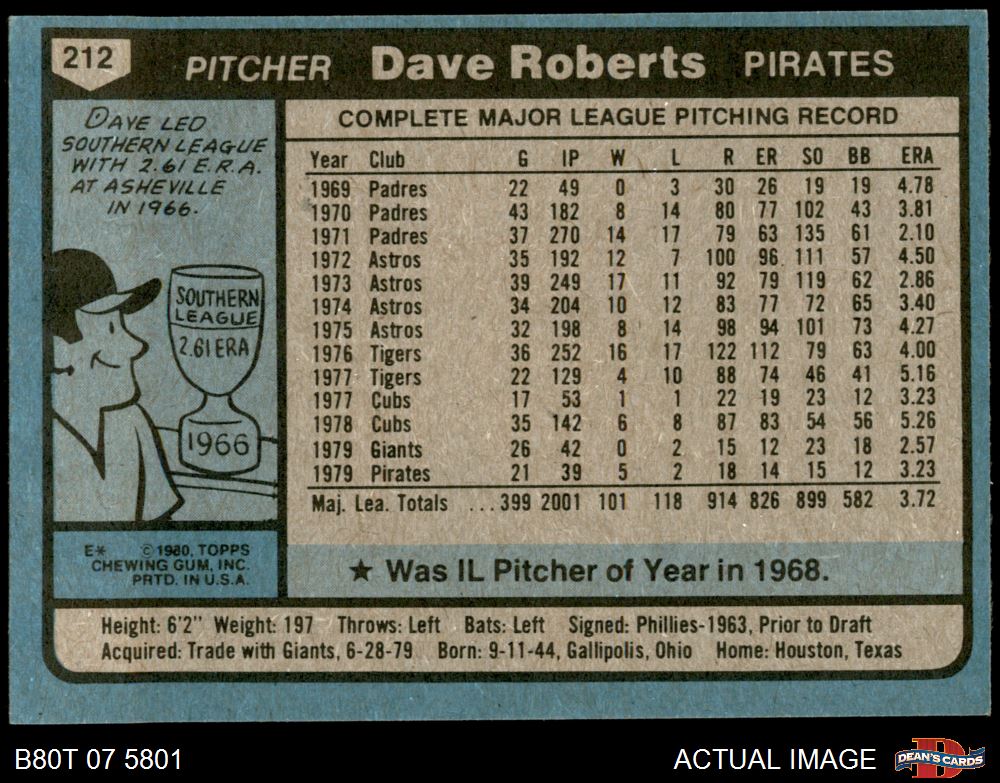 212 PITCHER Dave Roberts PIRATES
DAVE LED
SOUTHERN LEAGUE
WITH 2.61 E.R.A.
AT ASHEVILLE
IN 1966.
SOUTHERN
LEAGUE
2.61 ERA
1966
E* © 1980, TOPPS
CHEWING GUM, INC.
PRTD. IN U.S.A.
COMPLETE MAJOR LEAGUE PITCHING RECORD
Year Club G IP W L R ER SO BB ERA
1969 Padres 22 49 0 3 30 26 19 19 4.78
1970 Padres 43 182 8 14 80 77 102 43 3.81
1971 Padres 37 270 14 17 79 63 135 61 2.10
1972 Astros 35 192 12 7 100 96 111 57 4.50
1973 Astros 39 249 17 11 92 79 119 62 2.86
1974 Astros 34 204 10 12 83 77 72 65 3.40
1975 Astros 32 198 8 14 98 94 101 73 4.27
1976 Tigers 36 252 16 17 122 112 79 63 4.00
1977 Tigers 22 129 4 10 88 74 46 41 5.16
1977 Cubs 17 53 1 1 22 19 23 12 3.23
1978 Cubs 35 142 6 8 87 83 54 56 5.26
1979 Giants 26 42 0 2 15 12 23 18 2.57
1979 Pirates 21 39 5 2 18 14 15 12 3.23
Maj. Lea. Totals ... 399 2001 101 118 914 826 899 582 3.72
★ Was IL Pitcher of Year in 1968.
Height: 6'2" Weight: 197 Throws: Left Bats: Left Signed: Phillies-1963, Prior to Draft
Acquired: Trade with Giants, 6-28-79 Born: 9-11-44, Gallipolis, Ohio Home: Houston, Texas
B80T 07 5801 ACTUAL IMAGE D DEAN'S CARDS